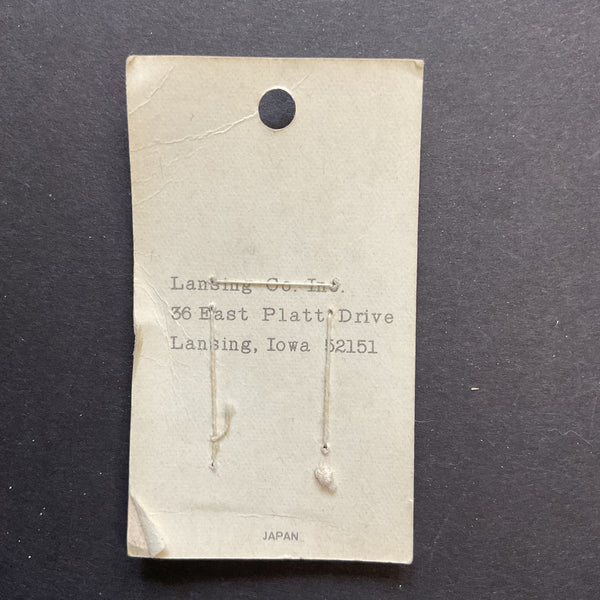 Lansing Co. Inc.
36 East Platt Drive
Lansing, Iowa 52151
JAPAN